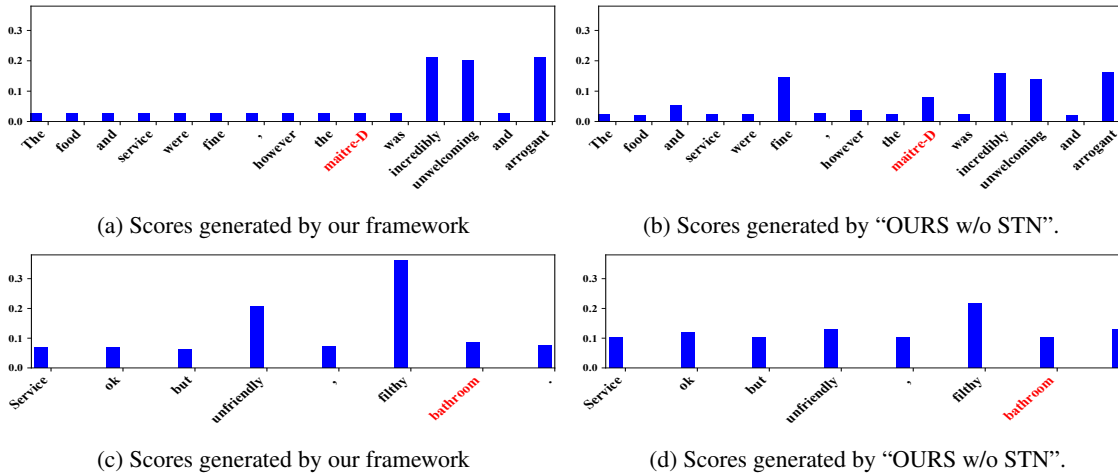 0.3
0.2
0.1
0.0
The food and service were fine , however the maitre-D was incredibly unwelcoming and arrogant
(a) Scores generated by our framework
0.3
0.2
0.1
0.0
The food and service were fine , however the maitre-D was incredibly unwelcoming and arrogant
(b) Scores generated by “OURS w/o STN”.
0.3
0.2
0.1
0.0
Service ok but unfriendly , filthy bathroom .
(c) Scores generated by our framework
0.3
0.2
0.1
0.0
Service ok but unfriendly , filthy bathroom
(d) Scores generated by “OURS w/o STN”.